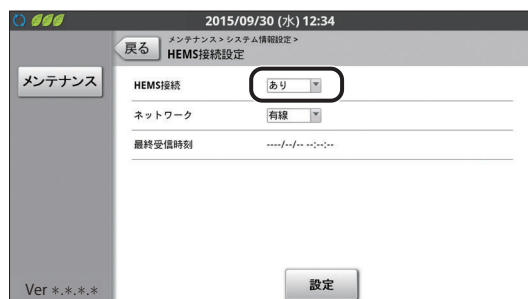 2015/09/30 (水) 12:34
戻る
メンテナンス > システム情報設定 >
HEMS接続設定
メンテナンス
HEMS接続
あり
ネットワーク
有線
最終受信時刻
----/--/-- --:--:--
設定
Ver *.*.*.*